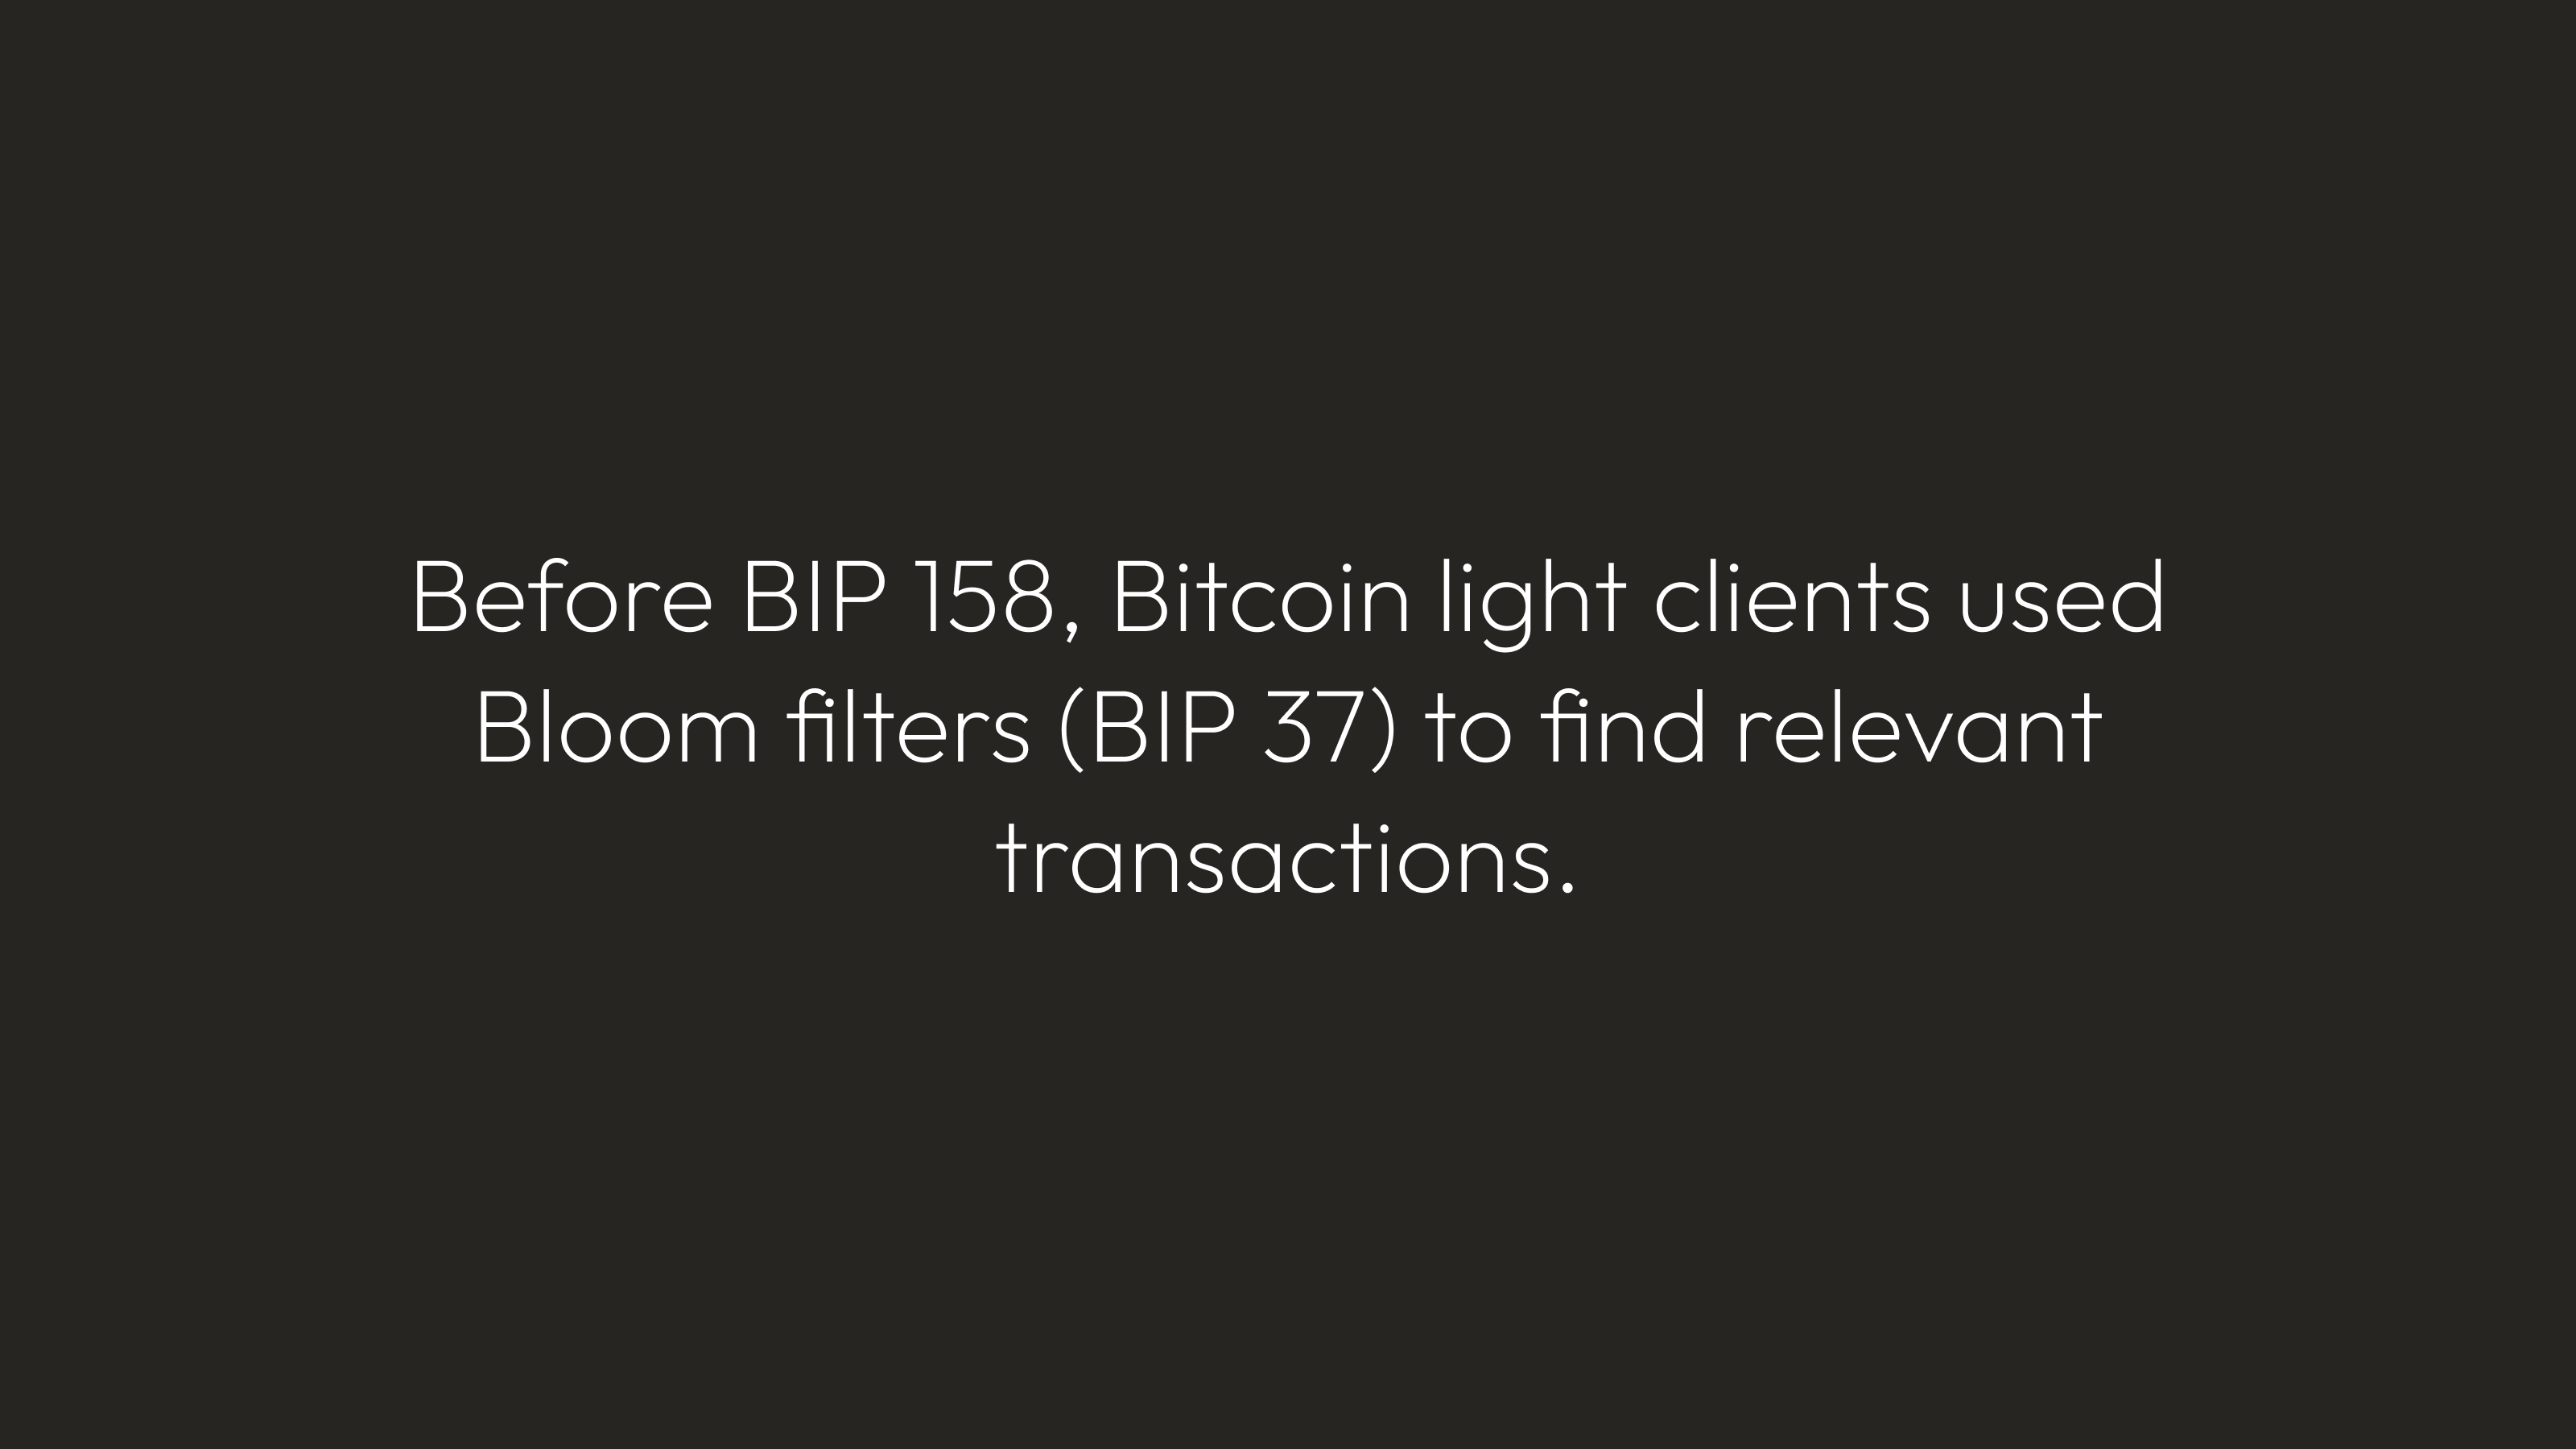 Before BIP 158, Bitcoin light clients used
Bloom filters (BIP 37) to find relevant
transactions.